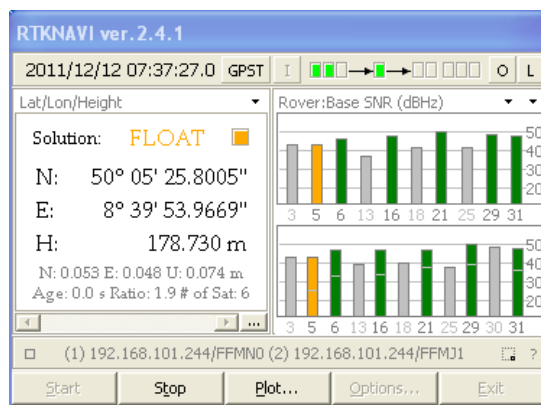 RTKNAVI ver.2.4.1
2011/12/12 07:37:27.0 GPST I O L
Lat/Lon/Height
Solution: FLOAT
N: 50° 05' 25.8005"
E: 8° 39' 53.9669"
H: 178.730 m
N: 0.053 E: 0.048 U: 0.074 m
Age: 0.0 s Ratio: 1.9 # of Sat: 6
...
Rover:Base SNR (dBHz)
50
40
30
20
3 5 6 13 16 18 21 25 29 31
50
40
30
20
3 5 6 13 16 18 21 25 29 30 31
(1) 192.168.101.244/FFMN0 (2) 192.168.101.244/FFMJ1 ?
Start Stop Plot... Options... Exit